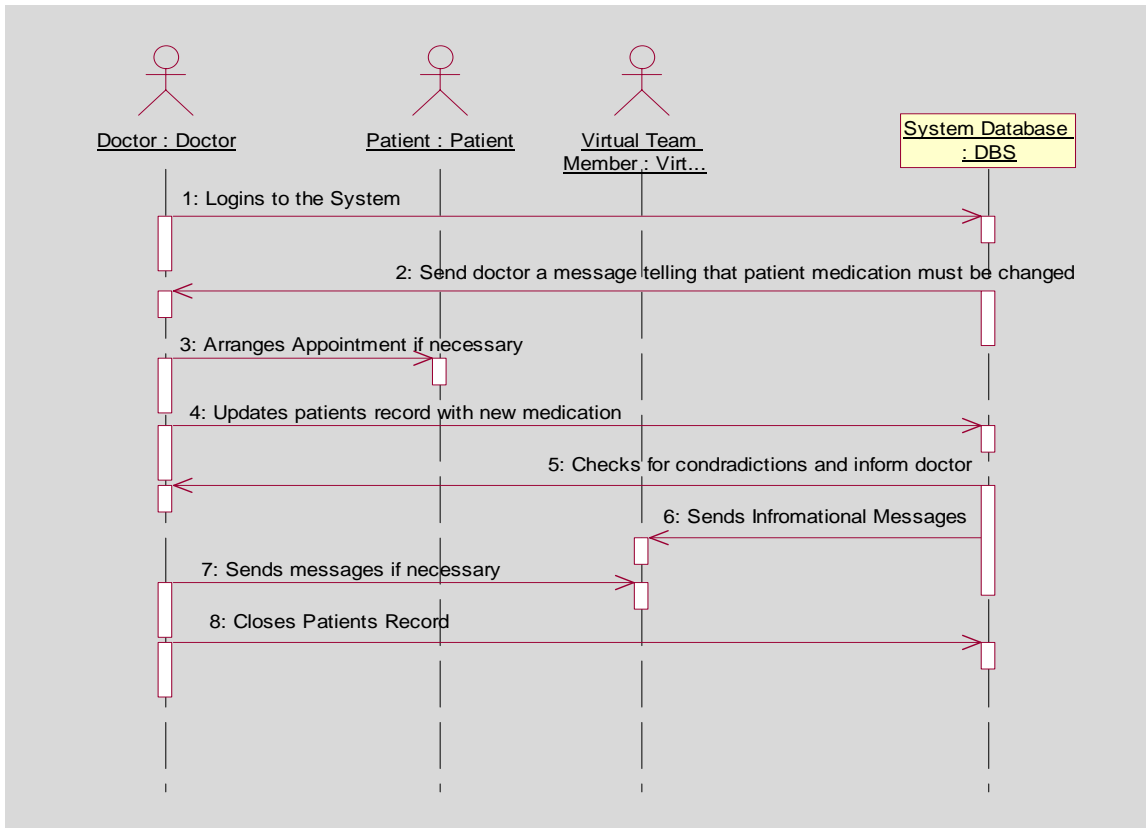 Doctor : Doctor
Patient : Patient
Virtual Team
Member : Virt...
System Database
: DBS
1: Logins to the System
2: Send doctor a message telling that patient medication must be changed
3: Arranges Appointment if necessary
4: Updates patients record with new medication
5: Checks for condradictions and inform doctor
6: Sends Infromational Messages
7: Sends messages if necessary
8: Closes Patients Record